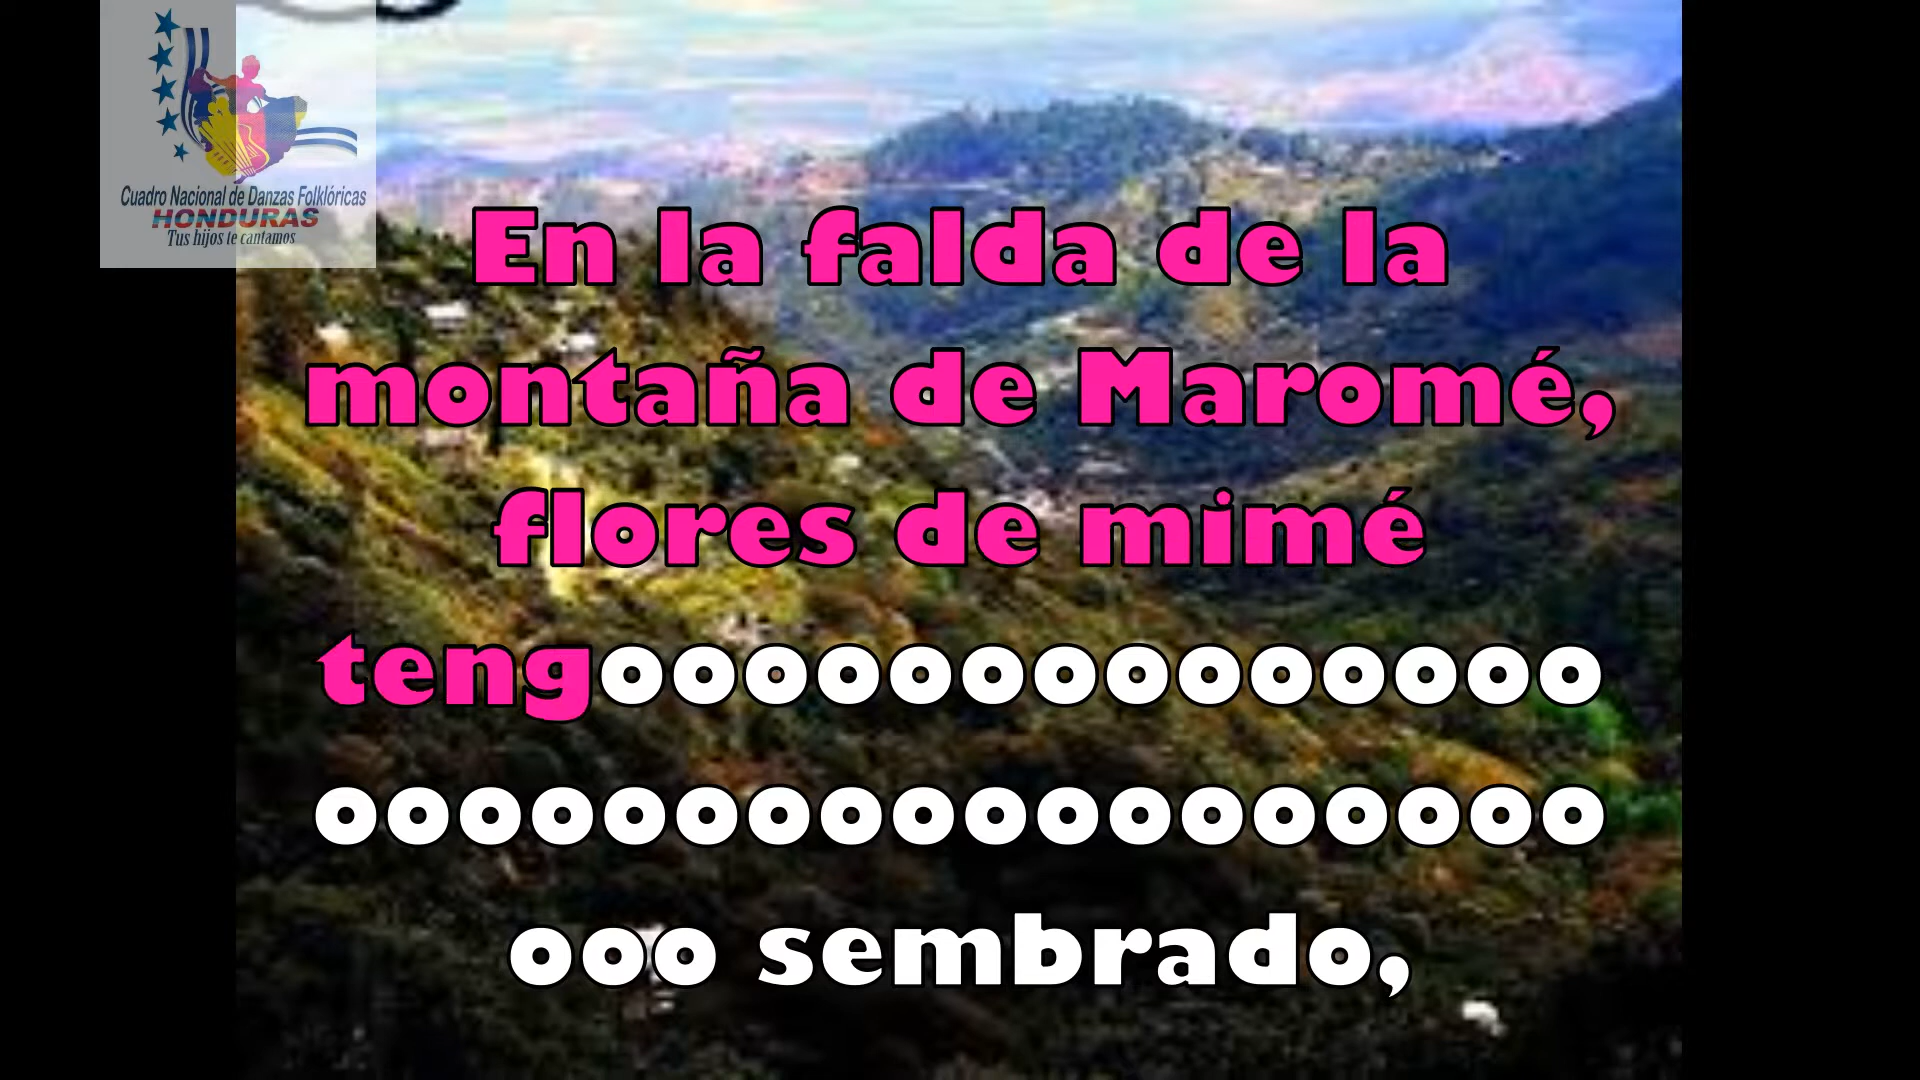 Cuadro Nacional de Danzas Folklóricas
HONDURAS
Tus hijos te cantamos
En la falda de la
montaña de Maromé,
flores de mimé
tengoooooooooooooo
oooooooooooooooooo
ooo sembrado,